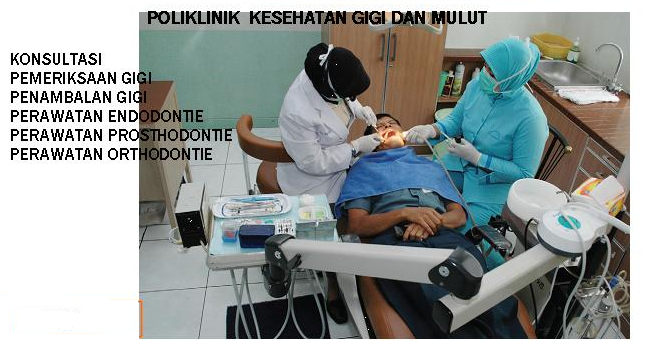 POLIKLINIK KESEHATAN GIGI DAN MULUT
KONSULTASI
PEMERIKSAAN GIGI
PENAMBALAN GIGI
PERAWATAN ENDODONTIE
PERAWATAN PROSTHODONTIE
PERAWATAN ORTHODONTIE